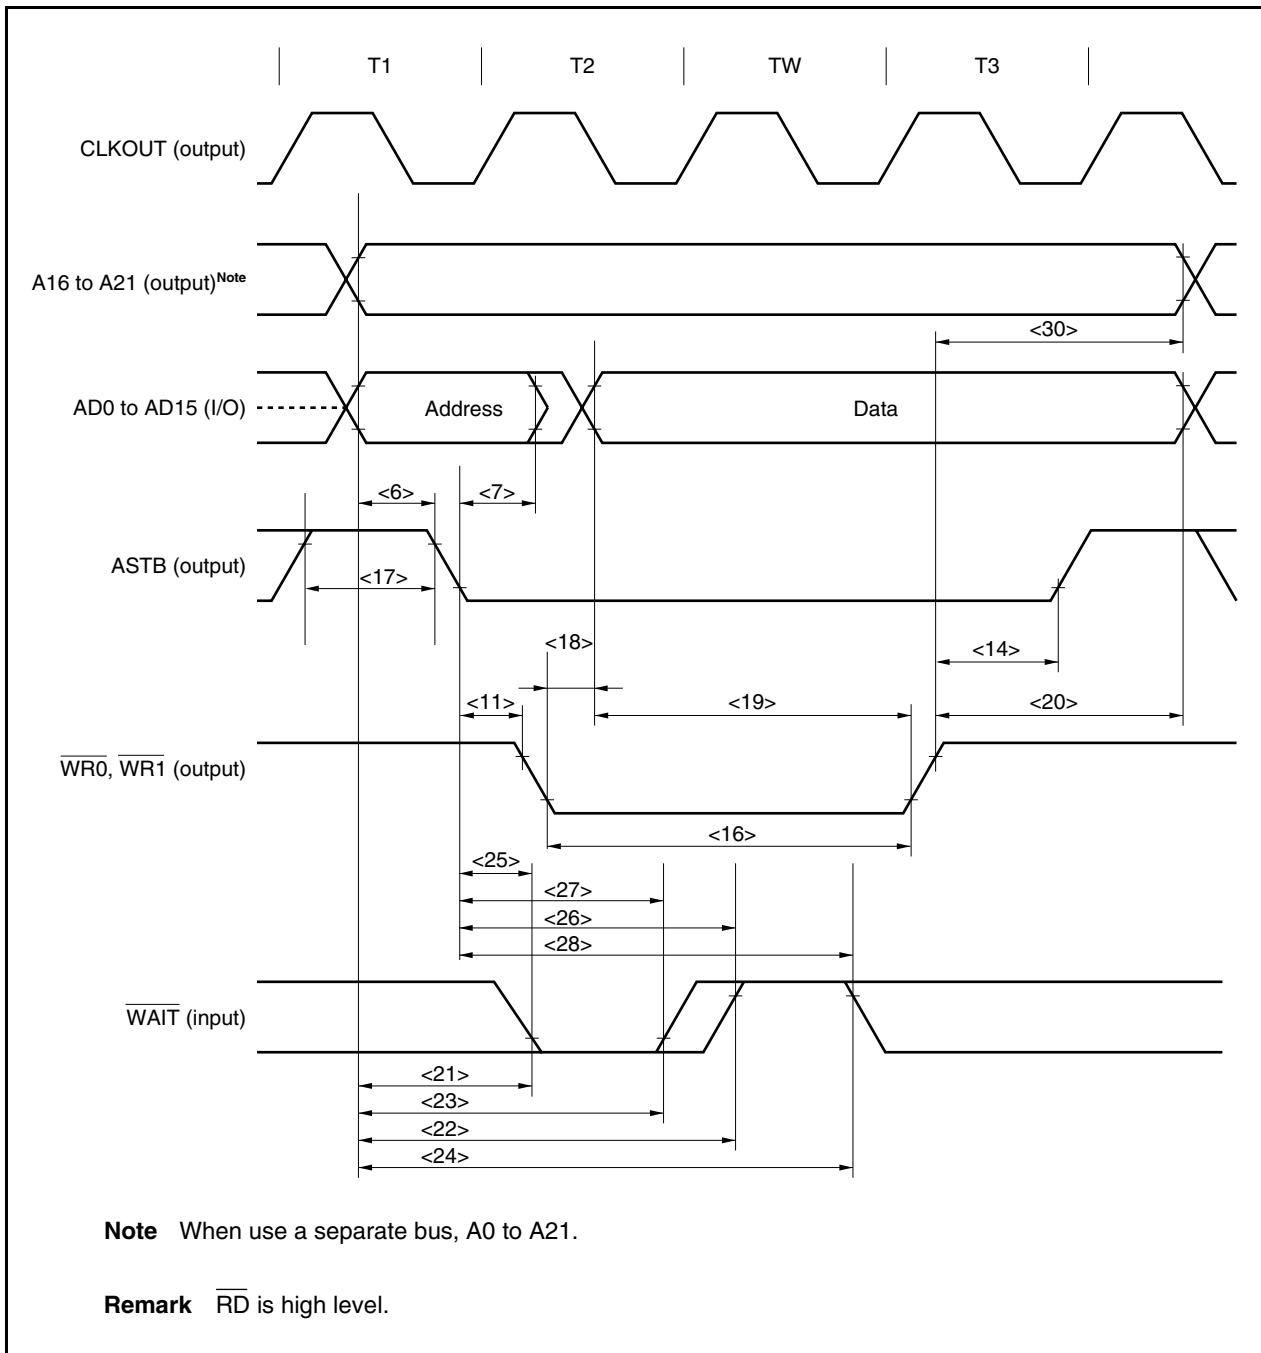 T1 T2 TW T3
CLKOUT (output)
A16 to A21 (output)Note
<30>
AD0 to AD15 (I/O)
Address
Data
<6>
<7>
ASTB (output)
<17>
<18>
<14>
<11>
<19>
<20>
WR0, WR1 (output)
<16>
<25>
<27>
<26>
<28>
WAIT (input)
<21>
<23>
<22>
<24>
Note When use a separate bus, A0 to A21.
Remark RD is high level.